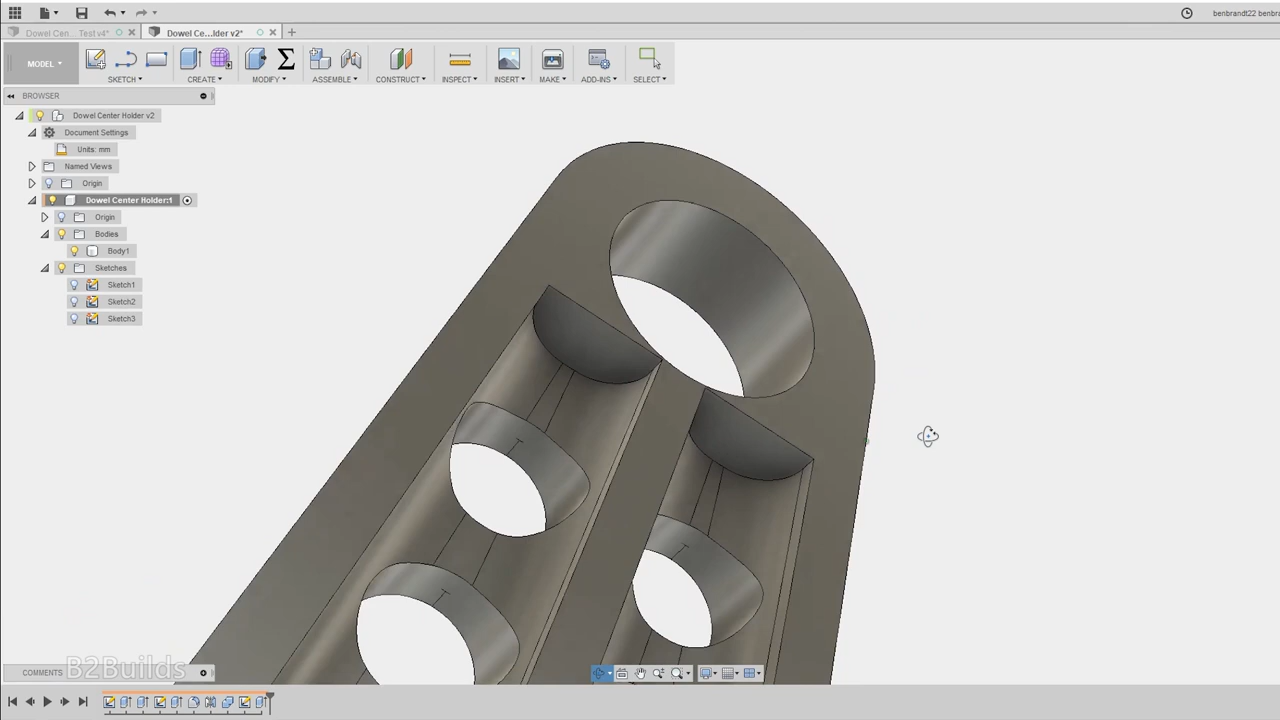 benbrandt22 benbr
Dowel Cen... Test v4*
Dowel Ce...lder v2*
MODEL
SKETCH
CREATE
MODIFY
ASSEMBLE
CONSTRUCT
INSPECT
INSERT
MAKE
ADD-INS
SELECT
BROWSER
Dowel Center Holder v2
Document Settings
Units: mm
Named Views
Origin
Dowel Center Holder:1
Origin
Bodies
Body1
Sketches
Sketch1
Sketch2
Sketch3
COMMENTS
B2Builds